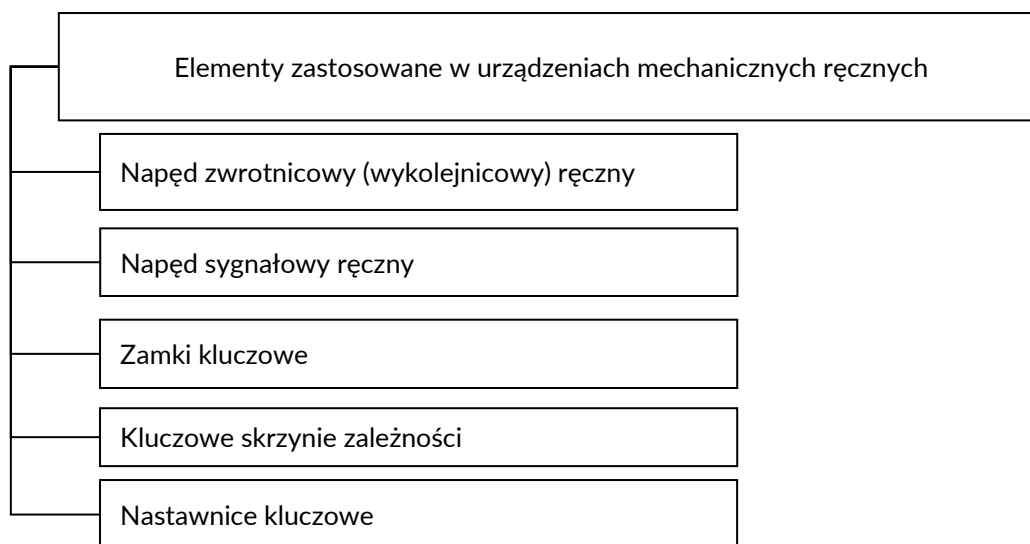 Elementy zastosowane w urządzeniach mechanicznych ręcznych
Napęd zwrotnicowy (wykolejnicowy) ręczny
Napęd sygnałowy ręczny
Zamki kluczowe
Kluczowe skrzynie zależności
Nastawnice kluczowe